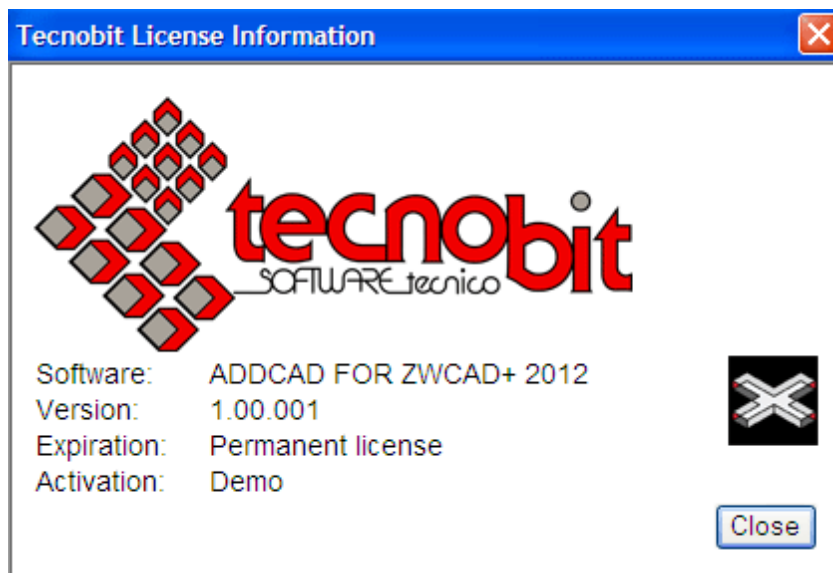 Tecnobit License Information
tecnobit
SOFTWARE tecnico
Software: ADDCAD FOR ZWCAD+ 2012
Version: 1.00.001
Expiration: Permanent license
Activation: Demo
Close